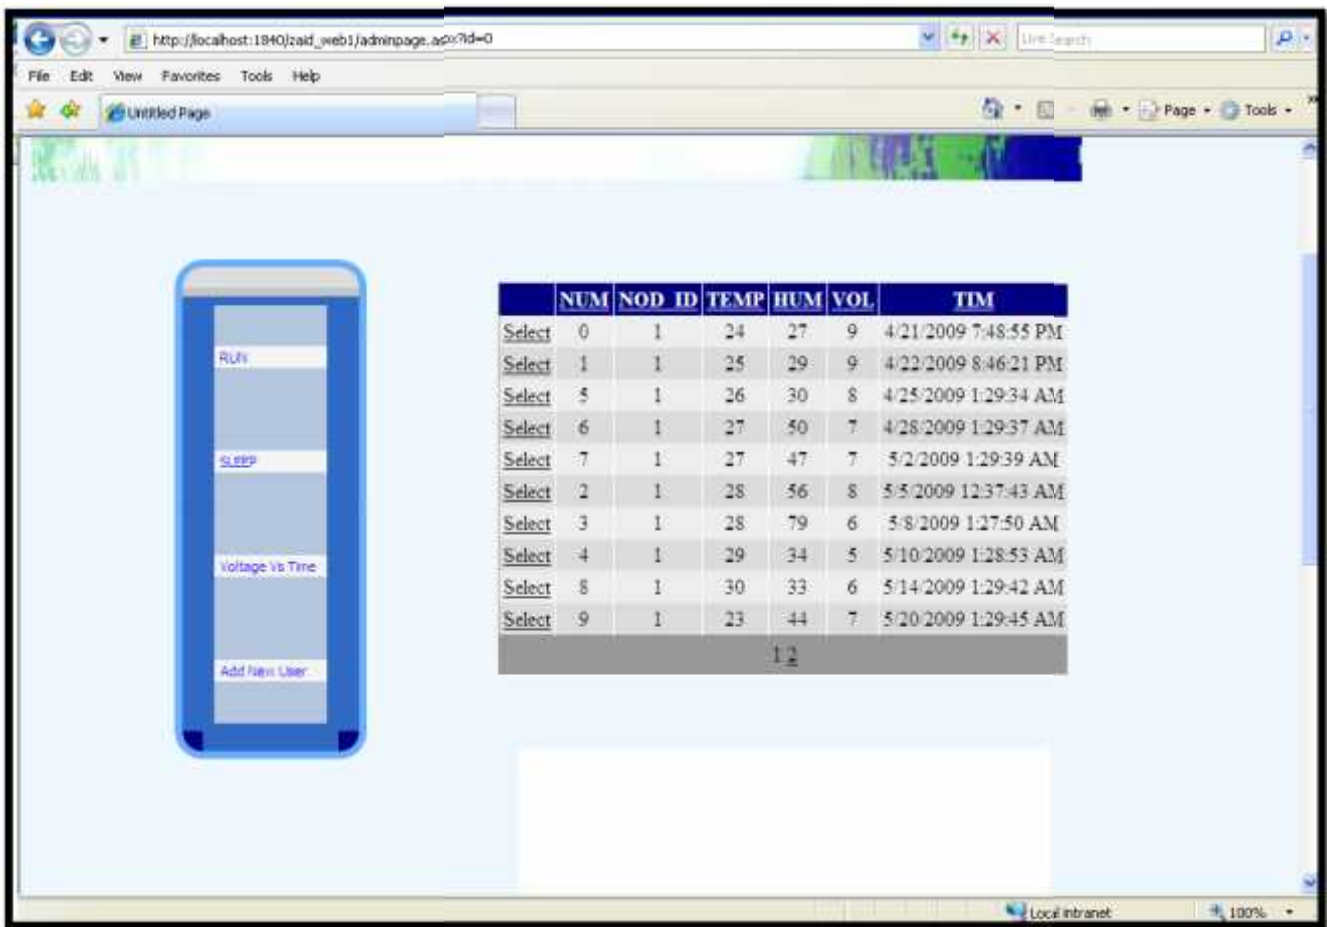 http://localhost:1840/zaid_web1/adminpage.aspx?id=0 Live Search
File Edit View Favorites Tools Help
Untitled Page Page Tools
NUM NOD_ID TEMP HUM VOL TIM
Select 0 1 24 27 9 4/21/2009 7:48:55 PM
Select 1 1 25 29 9 4/22/2009 8:46:21 PM
Select 5 1 26 30 8 4/25/2009 1:29:34 AM
Select 6 1 27 50 7 4/28/2009 1:29:37 AM
Select 7 1 27 47 7 5/2/2009 1:29:39 AM
Select 2 1 28 56 8 5/5/2009 12:37:43 AM
Select 3 1 28 79 6 5/8/2009 1:27:50 AM
Select 4 1 29 34 5 5/10/2009 1:28:53 AM
Select 8 1 30 33 6 5/14/2009 1:29:42 AM
Select 9 1 23 44 7 5/20/2009 1:29:45 AM
1 2
RUN
SLEEP
Voltage Vs Time
Add New User
Local intranet 100%